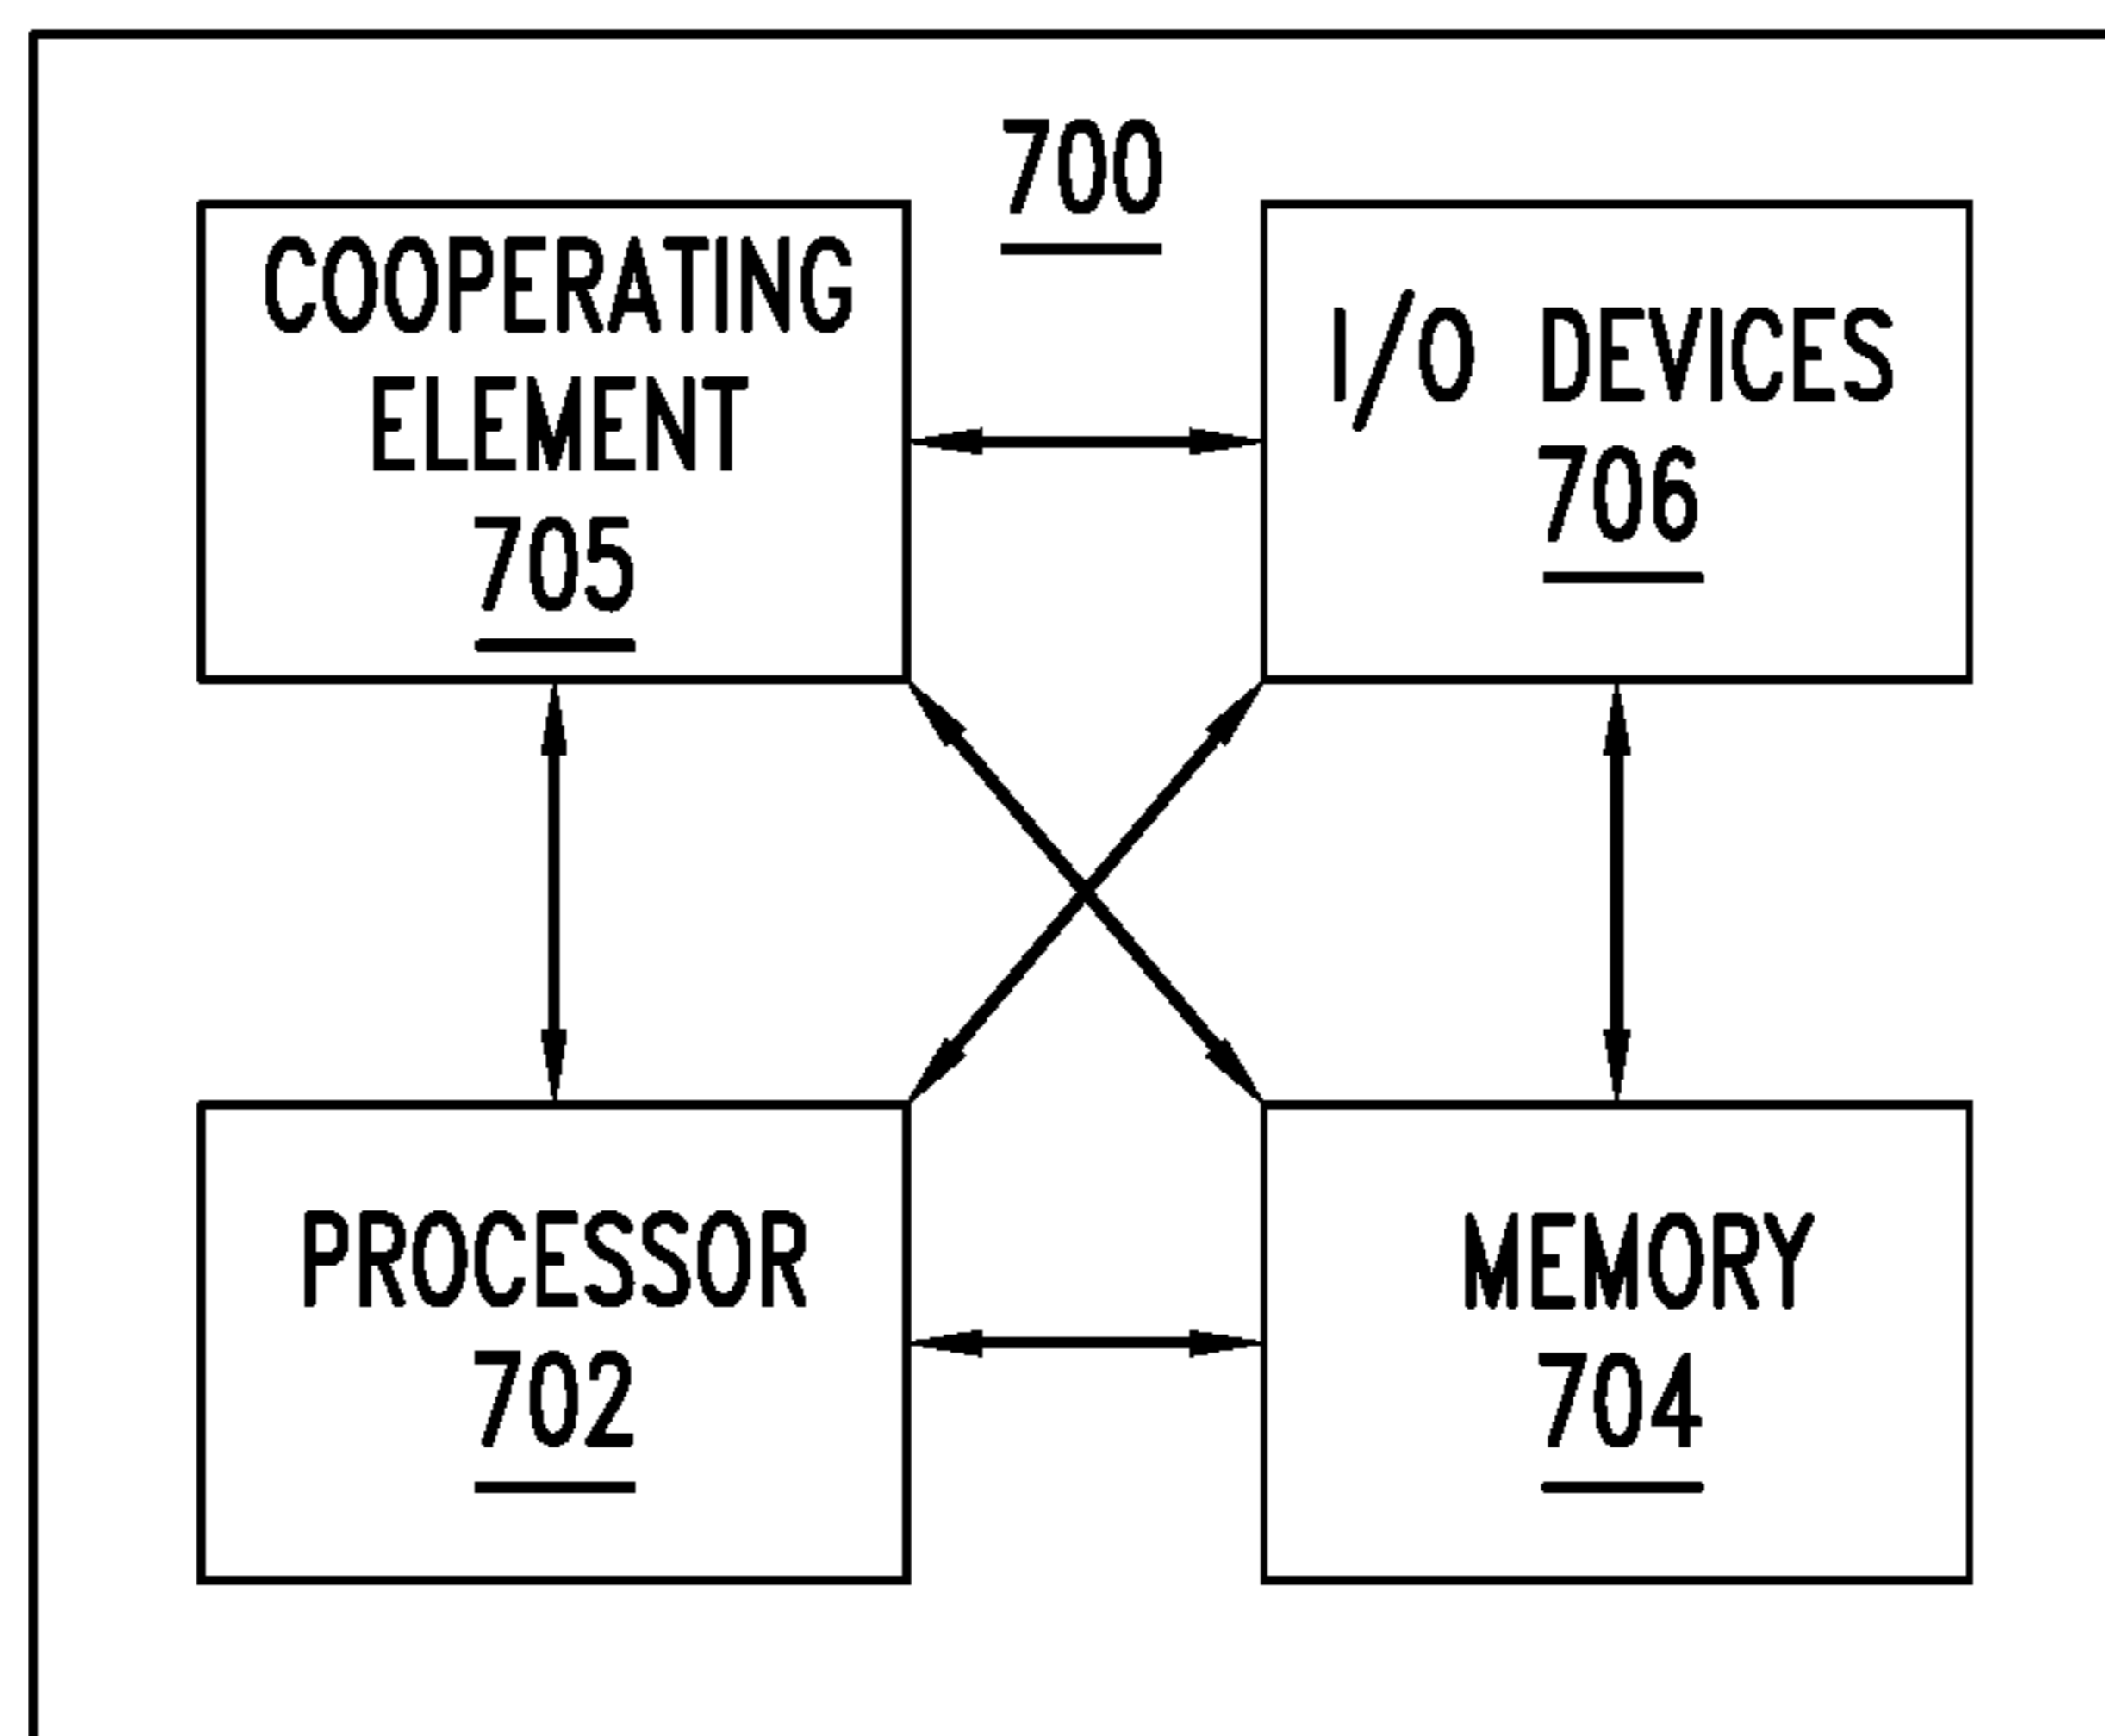 700
COOPERATING
ELEMENT
705
I/O DEVICES
706
PROCESSOR
702
MEMORY
704